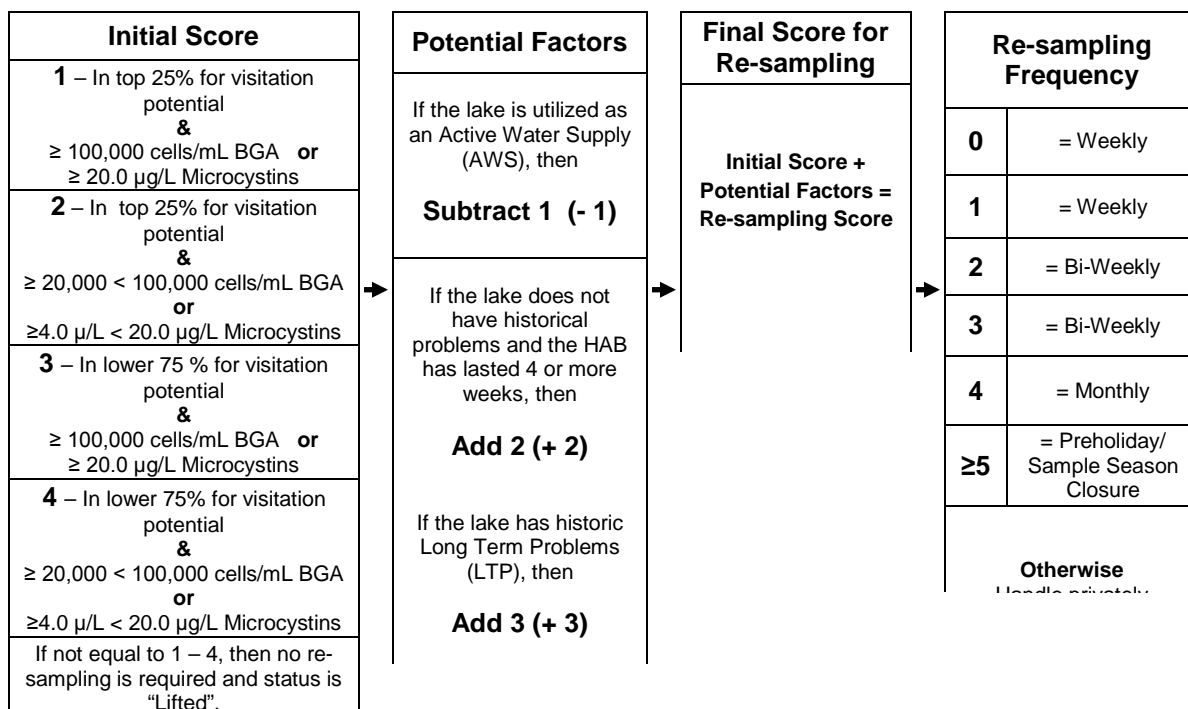 Initial Score
1 – In top 25% for visitation
potential
&
≥ 100,000 cells/mL BGA or
≥ 20.0 µg/L Microcystins
2 – In top 25% for visitation
potential
&
≥ 20,000 < 100,000 cells/mL BGA
or
≥4.0 µ/L < 20.0 µg/L Microcystins
3 – In lower 75 % for visitation
potential
&
≥ 100,000 cells/mL BGA or
≥ 20.0 µg/L Microcystins
4 – In lower 75% for visitation
potential
&
≥ 20,000 < 100,000 cells/mL BGA
or
≥4.0 µ/L < 20.0 µg/L Microcystins
If not equal to 1 – 4, then no re-
sampling is required and status is
“Lifted”.
Potential Factors
If the lake is utilized as
an Active Water Supply
(AWS), then
Subtract 1 (- 1)
If the lake does not
have historical
problems and the HAB
has lasted 4 or more
weeks, then
Add 2 (+ 2)
If the lake has historic
Long Term Problems
(LTP), then
Add 3 (+ 3)
Final Score for
Re-sampling
Initial Score +
Potential Factors =
Re-sampling Score
Re-sampling
Frequency
0 = Weekly
1 = Weekly
2 = Bi-Weekly
3 = Bi-Weekly
4 = Monthly
≥5 = Preholiday/
Sample Season
Closure
Otherwise
Handle privately